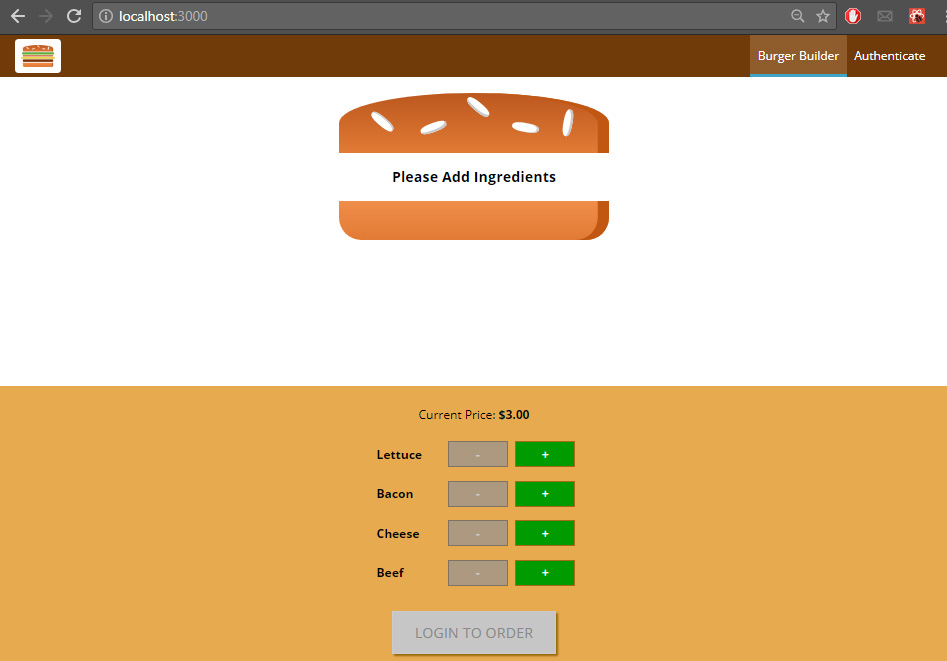 localhost:3000
Burger Builder Authenticate
Please Add Ingredients
Current Price: $3.00
Lettuce - +
Bacon - +
Cheese - +
Beef - +
LOGIN TO ORDER